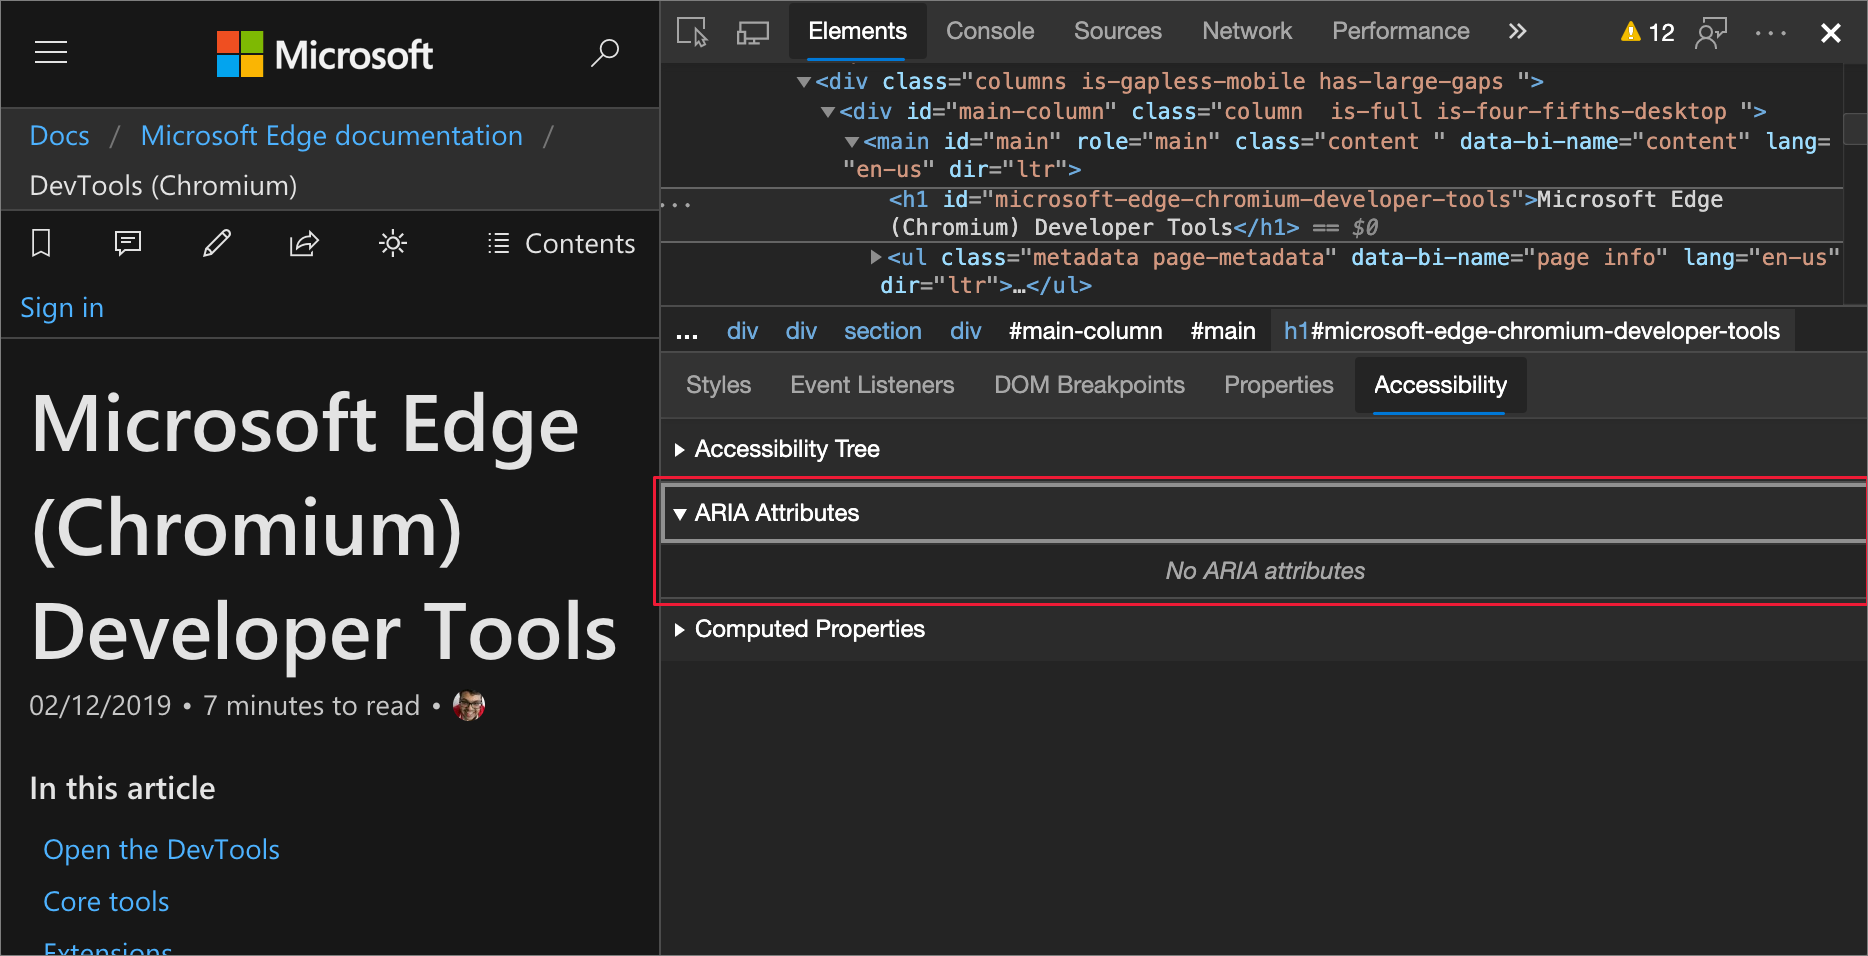 Microsoft
Docs / Microsoft Edge documentation /
DevTools (Chromium)
Contents
Sign in
Microsoft Edge
(Chromium)
Developer Tools
02/12/2019 • 7 minutes to read •
In this article
Open the DevTools
Core tools
Extensions
Elements Console Sources Network Performance » 12
<div class="columns is-gapless-mobile has-large-gaps ">
<div id="main-column" class="column  is-full is-four-fifths-desktop ">
<main id="main" role="main" class="content " data-bi-name="content" lang=
"en-us" dir="ltr">
... <h1 id="microsoft-edge-chromium-developer-tools">Microsoft Edge
(Chromium) Developer Tools</h1> == $0
<ul class="metadata page-metadata" data-bi-name="page info" lang="en-us"
dir="ltr">…</ul>
... div div section div #main-column #main h1#microsoft-edge-chromium-developer-tools
Styles Event Listeners DOM Breakpoints Properties Accessibility
Accessibility Tree
ARIA Attributes
No ARIA attributes
Computed Properties